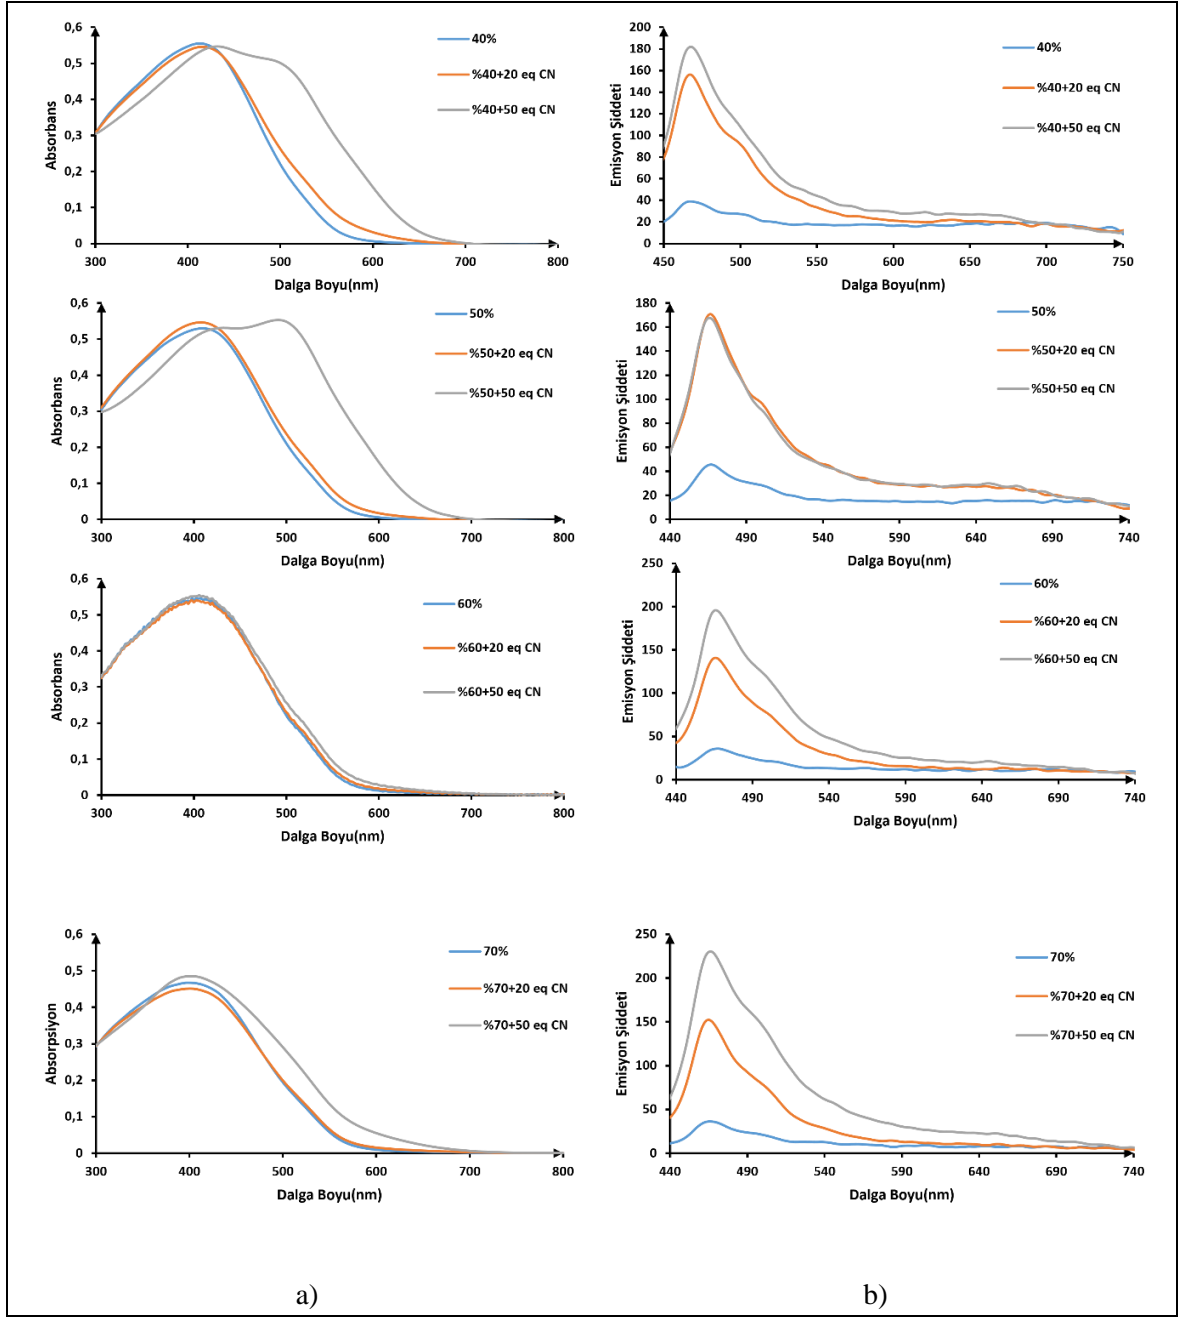 0,6
0,5
0,4
0,3
0,2
0,1
0
300 400 500 600 700 800
Absorbans
Dalga Boyu(nm)
40%
%40+20 eq CN
%40+50 eq CN
200
180
160
140
120
100
80
60
40
20
0
450 500 550 600 650 700 750
Emisyon Şiddeti
Dalga Boyu(nm)
40%
%40+20 eq CN
%40+50 eq CN
0,6
0,5
0,4
0,3
0,2
0,1
0
300 400 500 600 700 800
Absorbans
Dalga Boyu(nm)
50%
%50+20 eq CN
%50+50 eq CN
180
160
140
120
100
80
60
40
20
0
440 490 540 590 640 690 740
Emisyon Şiddeti
Dalga Boyu(nm)
50%
%50+20 eq CN
%50+50 eq CN
0,6
0,5
0,4
0,3
0,2
0,1
0
300 400 500 600 700 800
Absorbans
Dalga Boyu(nm)
60%
%60+20 eq CN
%60+50 eq CN
250
200
150
100
50
0
440 490 540 590 640 690 740
Emisyon Şiddeti
Dalga Boyu(nm)
60%
%60+20 eq CN
%60+50 eq CN
0,6
0,5
0,4
0,3
0,2
0,1
0
300 400 500 600 700 800
Absorpsiyon
Dalga Boyu(nm)
70%
%70+20 eq CN
%70+50 eq CN
250
200
150
100
50
0
440 490 540 590 640 690 740
Emisyon Şiddeti
Dalga Boyu(nm)
70%
%70+20 eq CN
%70+50 eq CN
a)
b)